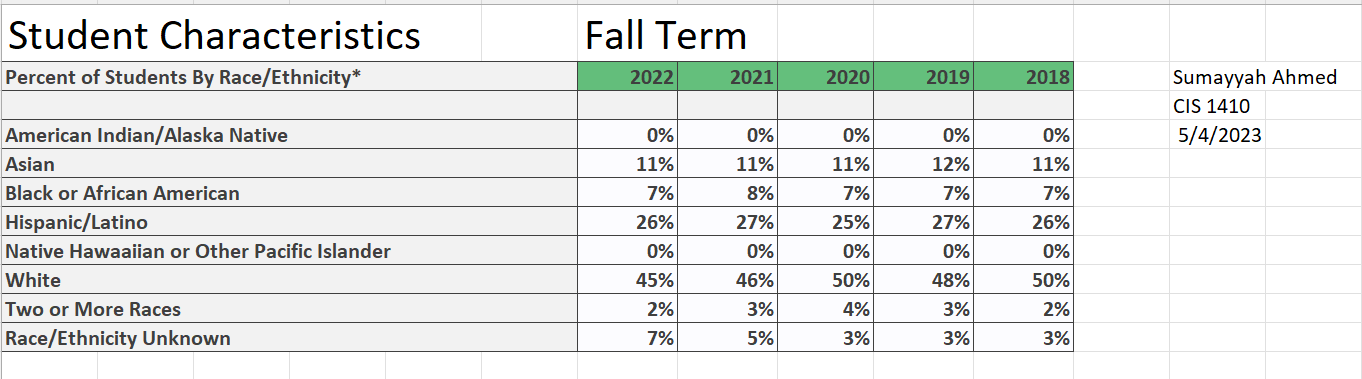 Student Characteristics Fall Term
Percent of Students By Race/Ethnicity* 2022 2021 2020 2019 2018 Sumayyah Ahmed
CIS 1410
American Indian/Alaska Native 0% 0% 0% 0% 0% 5/4/2023
Asian 11% 11% 11% 12% 11%
Black or African American 7% 8% 7% 7% 7%
Hispanic/Latino 26% 27% 25% 27% 26%
Native Hawaaiian or Other Pacific Islander 0% 0% 0% 0% 0%
White 45% 46% 50% 48% 50%
Two or More Races 2% 3% 4% 3% 2%
Race/Ethnicity Unknown 7% 5% 3% 3% 3%